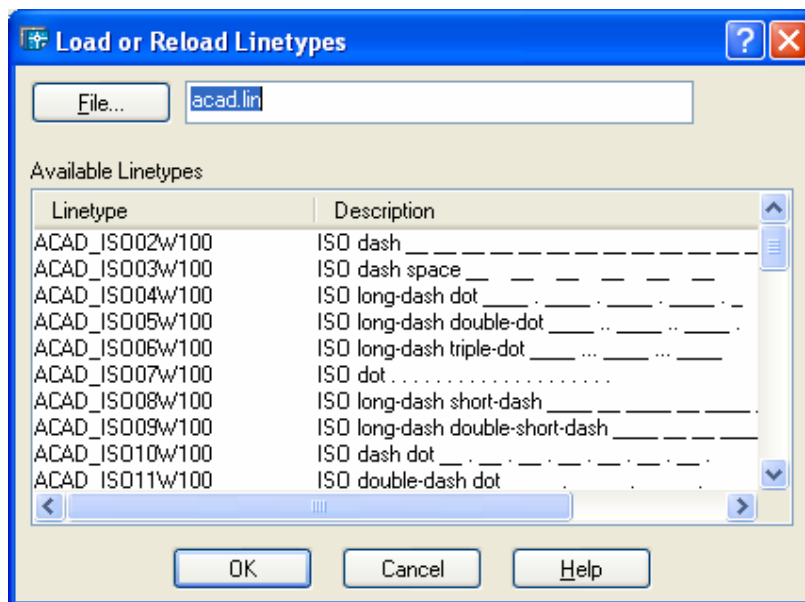 Load or Reload Linetypes
File...
acad.lin
Available Linetypes
Linetype Description
ACAD_ISO02W100 ISO dash __ __ __ __ __ __ __ __ __ __ __ __ __
ACAD_ISO03W100 ISO dash space __ __ __ __ __ __
ACAD_ISO04W100 ISO long-dash dot ____ . ____ . ____ . ____ . _
ACAD_ISO05W100 ISO long-dash double-dot ____ .. ____ .. ____ .
ACAD_ISO06W100 ISO long-dash triple-dot ____ ... ____ ... ____
ACAD_ISO07W100 ISO dot . . . . . . . . . . . . . . . . . . . .
ACAD_ISO08W100 ISO long-dash short-dash ____ __ ____ __ ____
ACAD_ISO09W100 ISO long-dash double-short-dash ____ __ __ ____
ACAD_ISO10W100 ISO dash dot __ . __ . __ . __ . __ . __ .
ACAD_ISO11W100 ISO double-dash dot
OK Cancel Help